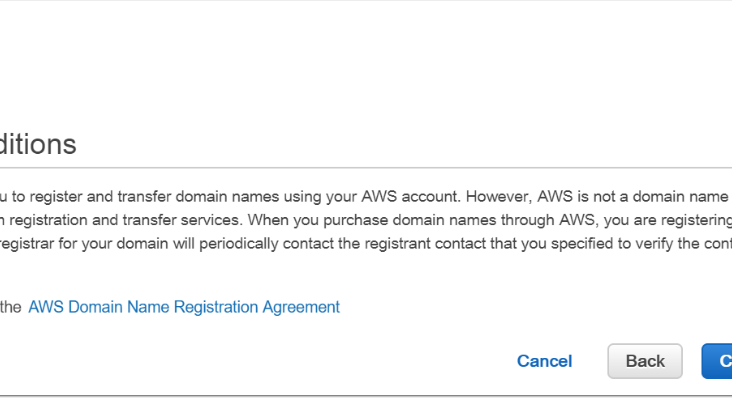 ditions
u to register and transfer domain names using your AWS account. However, AWS is not a domain name
n registration and transfer services. When you purchase domain names through AWS, you are registering
registrar for your domain will periodically contact the registrant contact that you specified to verify the cont
the AWS Domain Name Registration Agreement
Cancel Back C